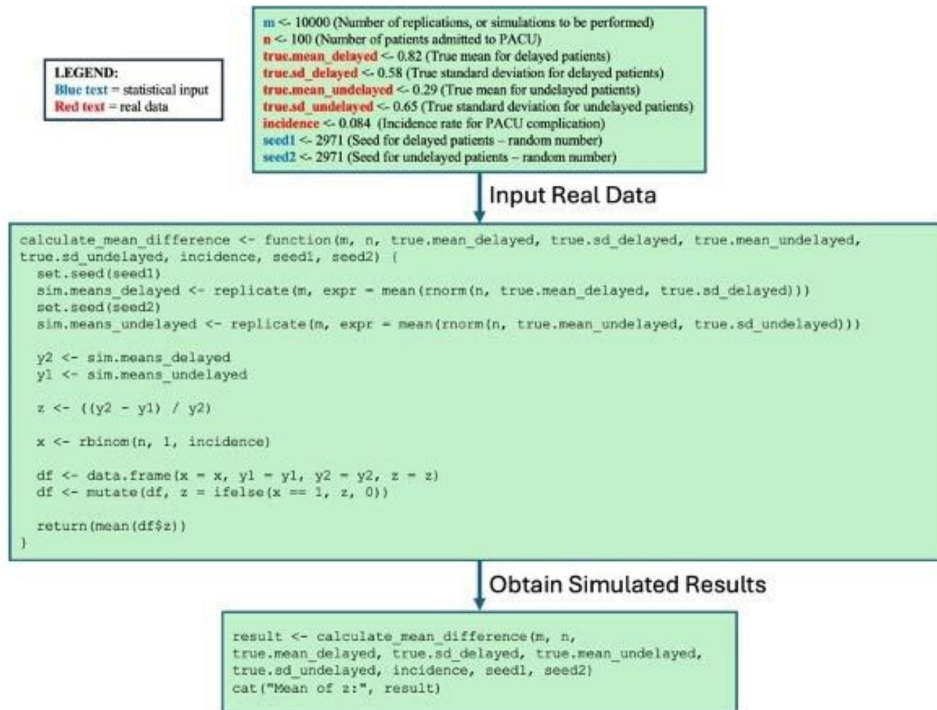 m <- 10000 (Number of replications, or simulations to be performed)
n <- 100 (Number of patients admitted to PACU)
true.mean_delayed <- 0.82 (True mean for delayed patients)
true.sd_delayed <- 0.58 (True standard deviation for delayed patients)
true.mean_undelayed <- 0.29 (True mean for undelayed patients)
true.sd_undelayed <- 0.65 (True standard deviation for undelayed patients)
incidence <- 0.084 (Incidence rate for PACU complication)
seed1 <- 2971 (Seed for delayed patients – random number)
seed2 <- 2971 (Seed for undelayed patients – random number)
LEGEND:
Blue text = statistical input
Red text = real data
Input Real Data
calculate_mean_difference <- function(m, n, true.mean_delayed, true.sd_delayed, true.mean_undelayed,
true.sd_undelayed, incidence, seed1, seed2) {
set.seed(seed1)
sim.means_delayed <- replicate(m, expr = mean(rnorm(n, true.mean_delayed, true.sd_delayed)))
set.seed(seed2)
sim.means_undelayed <- replicate(m, expr = mean(rnorm(n, true.mean_undelayed, true.sd_undelayed)))
y2 <- sim.means_delayed
y1 <- sim.means_undelayed
z <- ((y2 - y1) / y2)
x <- rbinom(n, 1, incidence)
df <- data.frame(x = x, y1 = y1, y2 = y2, z = z)
df <- mutate(df, z = ifelse(x == 1, z, 0))
return(mean(df$z))
}
Obtain Simulated Results
result <- calculate_mean_difference(m, n,
true.mean_delayed, true.sd_delayed, true.mean_undelayed,
true.sd_undelayed, incidence, seed1, seed2)
cat("Mean of z:", result)